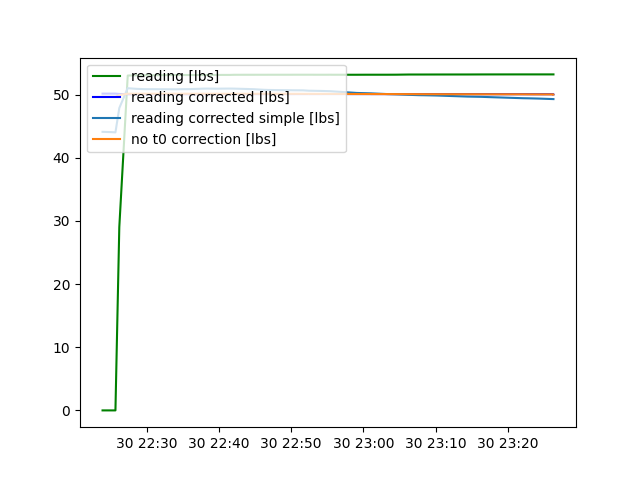 reading [lbs]
reading corrected [lbs]
reading corrected simple [lbs]
no t0 correction [lbs]
50
40
30
20
10
0
30 22:30 30 22:40 30 22:50 30 23:00 30 23:10 30 23:20